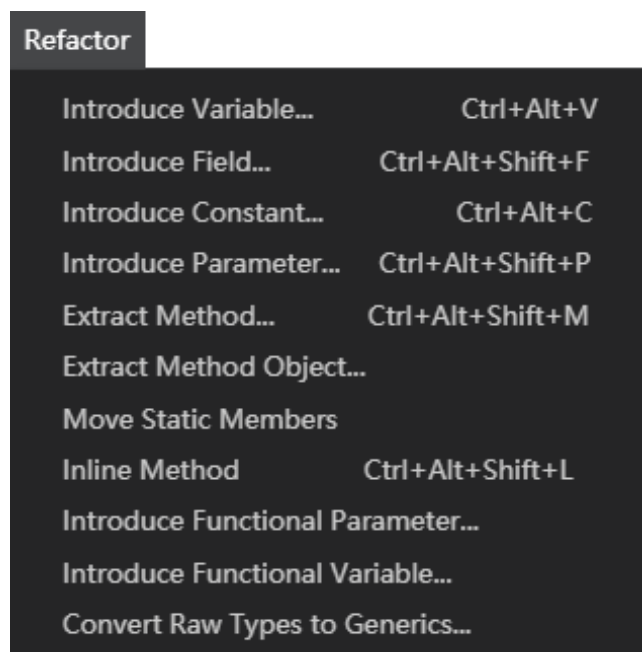 Refactor
Introduce Variable... Ctrl+Alt+V
Introduce Field... Ctrl+Alt+Shift+F
Introduce Constant... Ctrl+Alt+C
Introduce Parameter... Ctrl+Alt+Shift+P
Extract Method... Ctrl+Alt+Shift+M
Extract Method Object...
Move Static Members
Inline Method Ctrl+Alt+Shift+L
Introduce Functional Parameter...
Introduce Functional Variable...
Convert Raw Types to Generics...